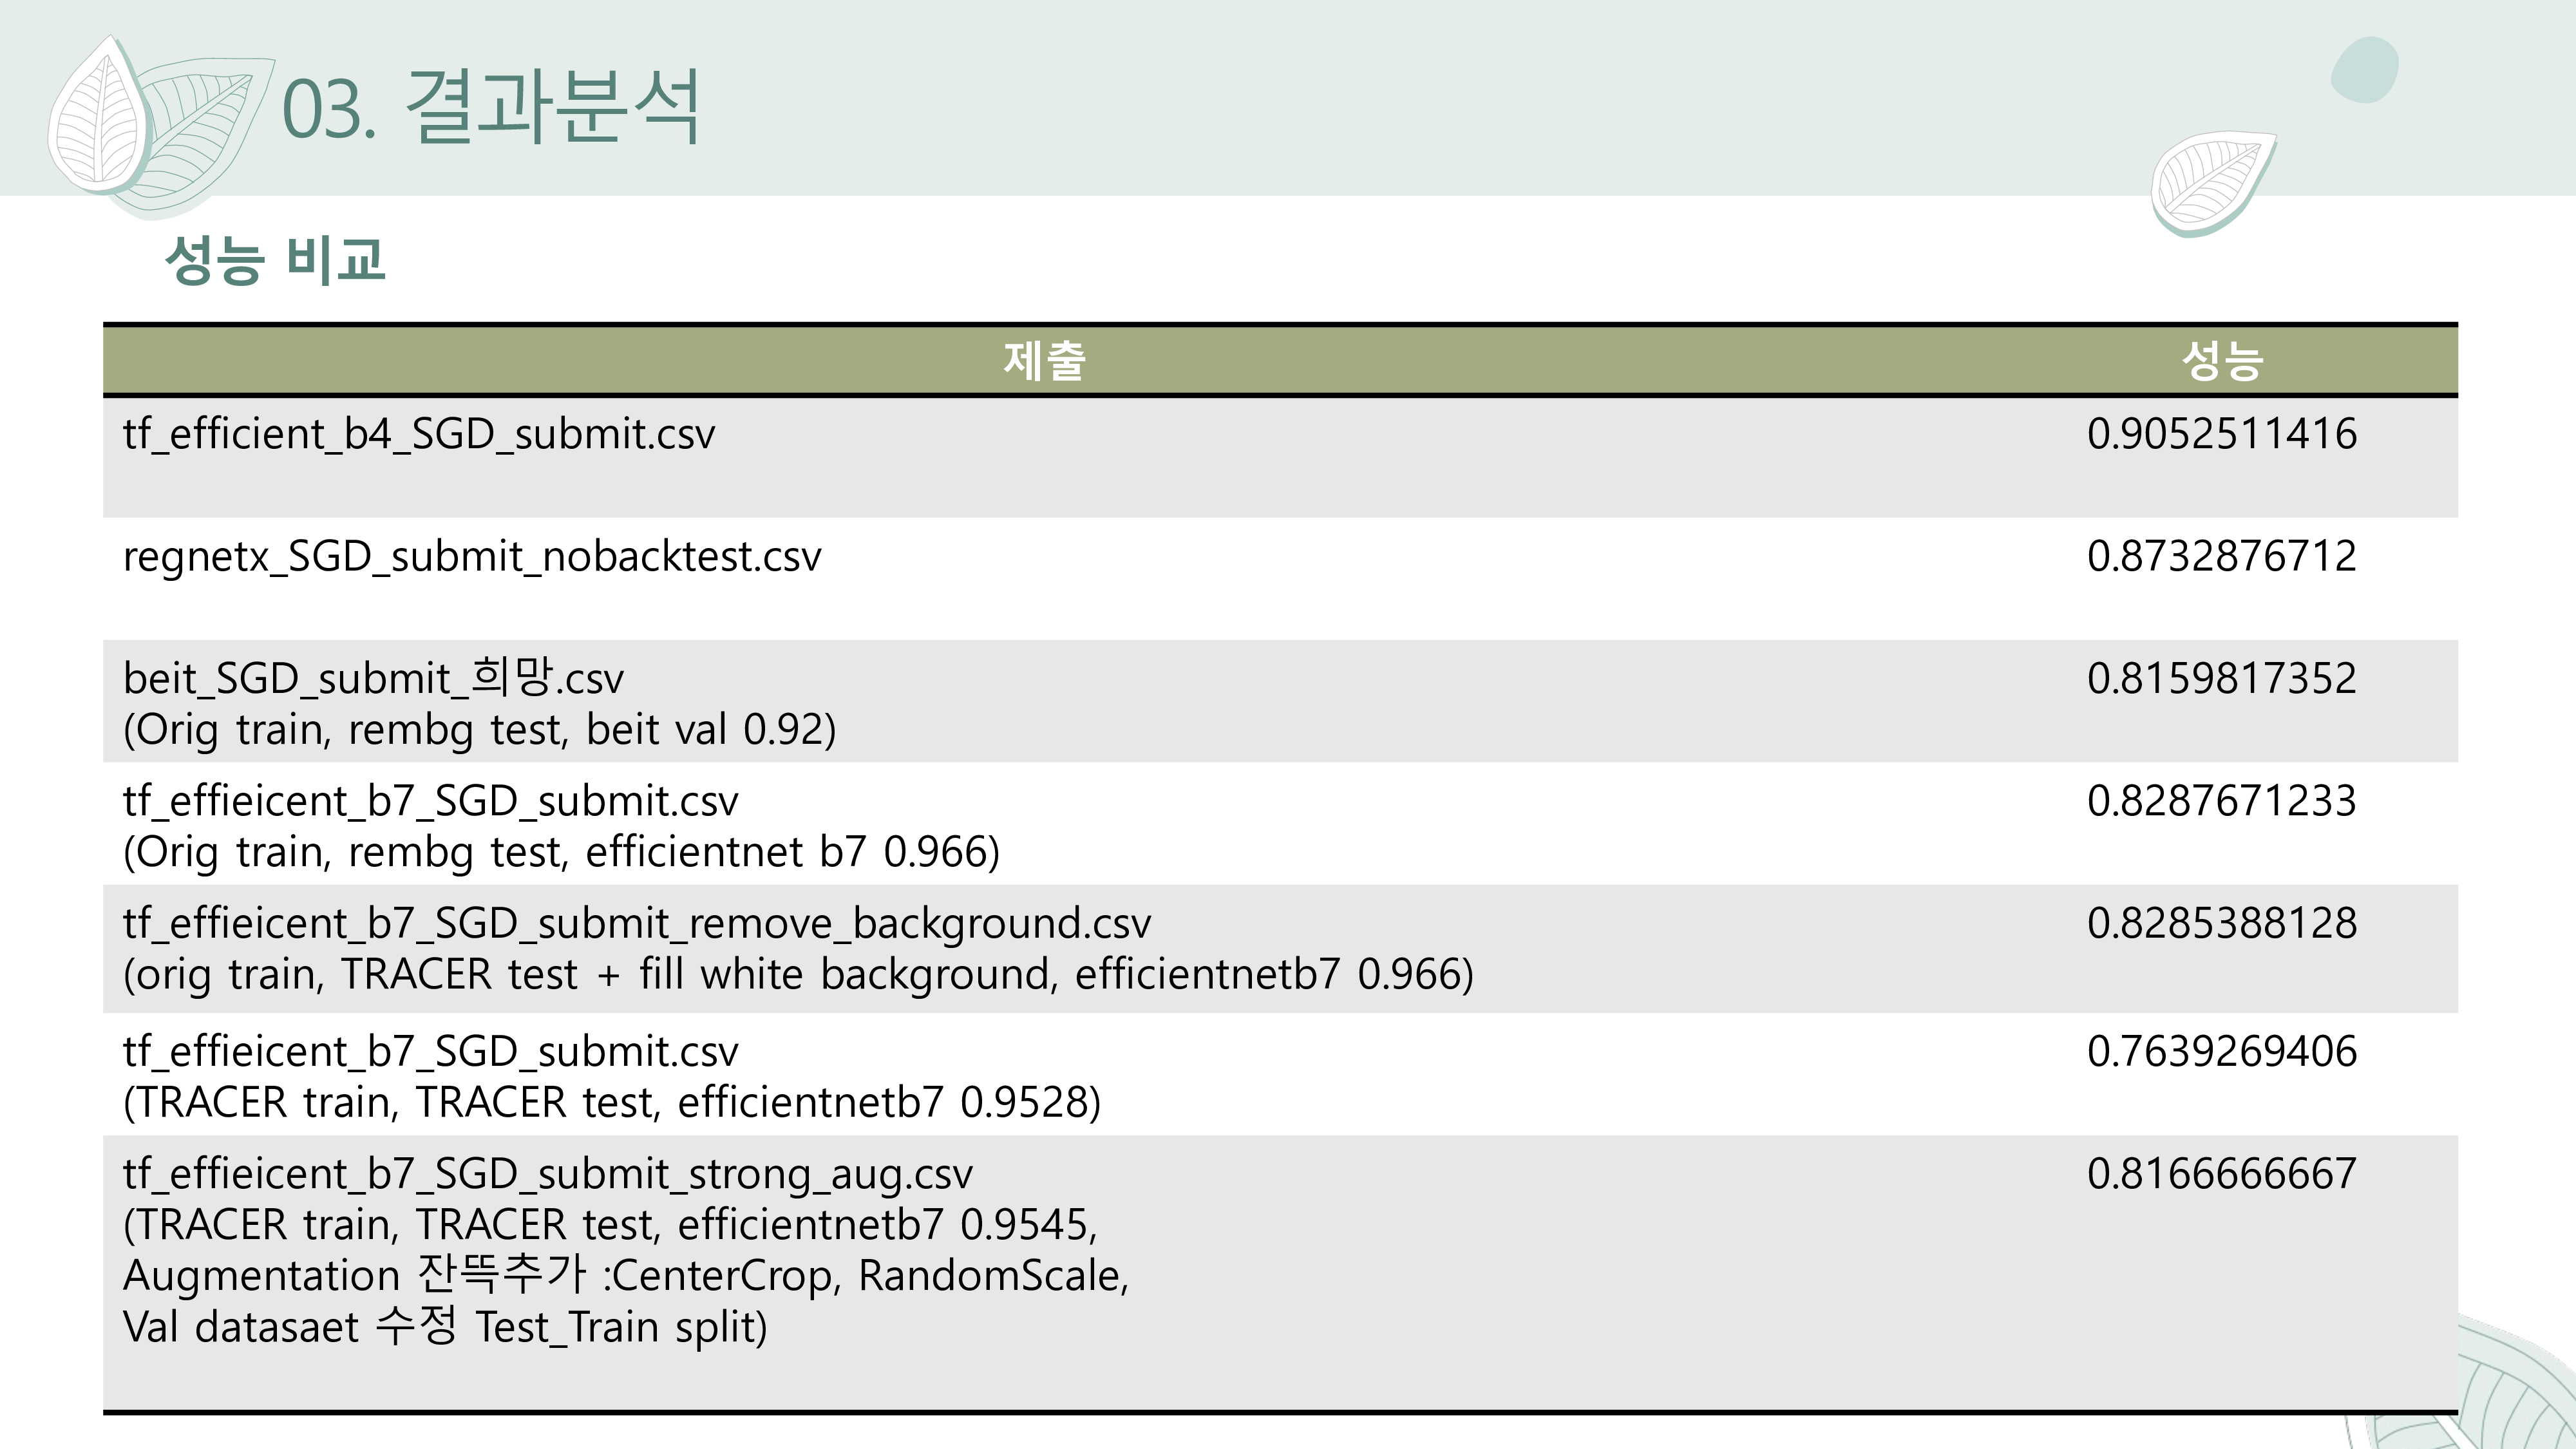 03. 결과분석
성능 비교
제출 성능
tf_efficient_b4_SGD_submit.csv 0.9052511416
regnetx_SGD_submit_nobacktest.csv 0.8732876712
beit_SGD_submit_희망.csv 0.8159817352
(Orig train, rembg test, beit val 0.92)
tf_effieicent_b7_SGD_submit.csv 0.8287671233
(Orig train, rembg test, efficientnet b7 0.966)
tf_effieicent_b7_SGD_submit_remove_background.csv 0.8285388128
(orig train, TRACER test + fill white background, efficientnetb7 0.966)
tf_effieicent_b7_SGD_submit.csv 0.7639269406
(TRACER train, TRACER test, efficientnetb7 0.9528)
tf_effieicent_b7_SGD_submit_strong_aug.csv 0.8166666667
(TRACER train, TRACER test, efficientnetb7 0.9545,
Augmentation 잔뜩추가 :CenterCrop, RandomScale,
Val datasaet 수정 Test_Train split)